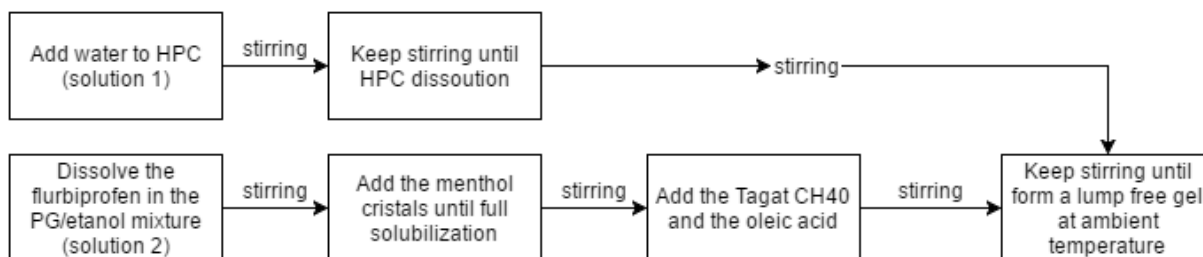 Add water to HPC
(solution 1)
stirring
Keep stirring until
HPC dissoution
stirring
Dissolve the
flurbiprofen in the
PG/etanol mixture
(solution 2)
stirring
Add the menthol
cristals until full
solubilization
stirring
Add the Tagat CH40
and the oleic acid
stirring
Keep stirring until
form a lump free gel
at ambient
temperature